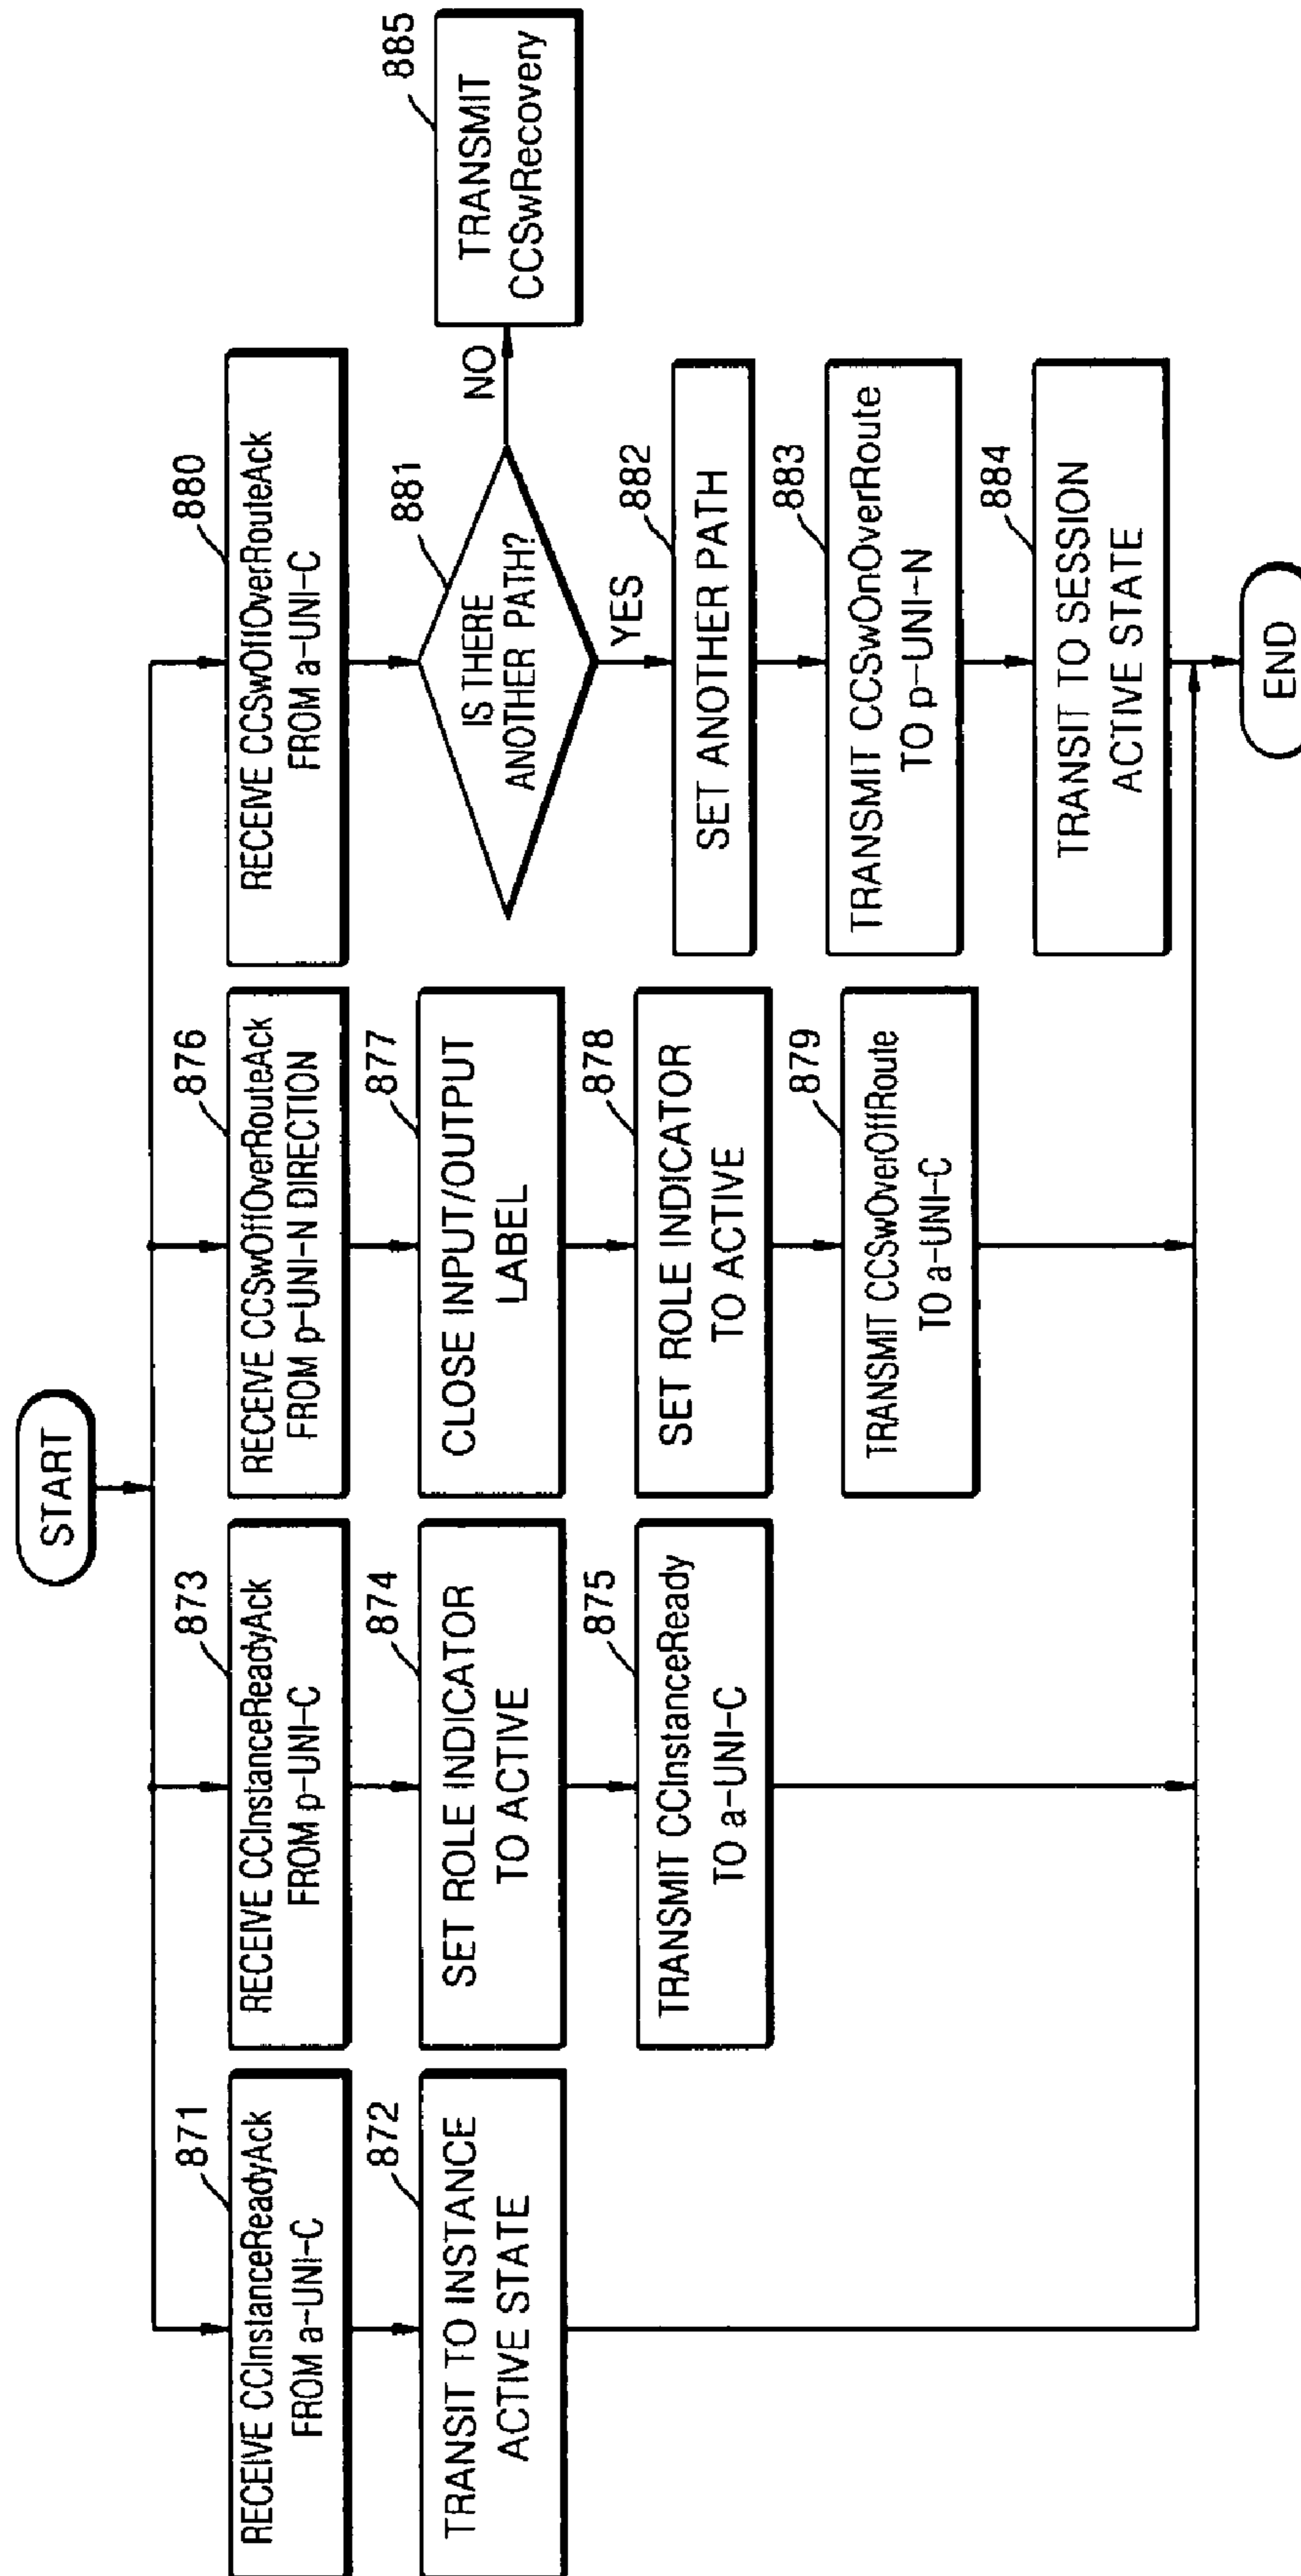 START
871
RECEIVE CCInstanceReadyAck
FROM a-UNI-C
872
TRANSIT TO INSTANCE
ACTIVE STATE
873
RECEIVE CCInstanceReadyAck
FROM p-UNI-C
874
SET ROLE INDICATOR
TO ACTIVE
875
TRANSMIT CCInstanceReady
TO a-UNI-C
876
RECEIVE CCSwOffOverRouteAck
FROM p-UNI-N DIRECTION
877
CLOSE INPUT/OUTPUT
LABEL
878
SET ROLE INDICATOR
TO ACTIVE
879
TRANSMIT CCSwOverOffRoute
TO a-UNI-C
880
RECEIVE CCSwOffOverRouteAck
FROM a-UNI-C
881
IS THERE
ANOTHER PATH?
NO
885
TRANSMIT
CCSwRecovery
YES
882
SET ANOTHER PATH
883
TRANSMIT CCSwOnOverRoute
TO p-UNI-N
884
TRANSIT TO SESSION
ACTIVE STATE
END